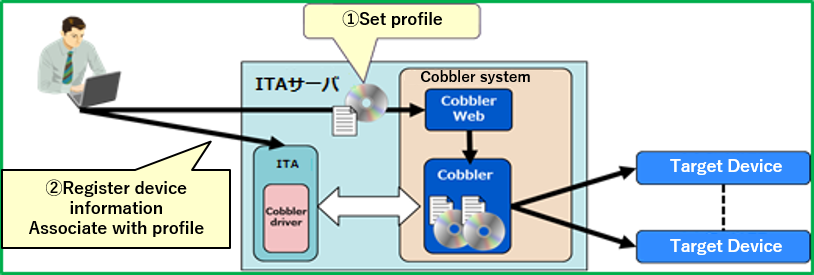 ①Set profile
ITAサーバ
Cobbler system
Cobbler
Web
ITA
Cobbler
driver
Cobbler
②Register device
information
Associate with profile
Target Device
Target Device